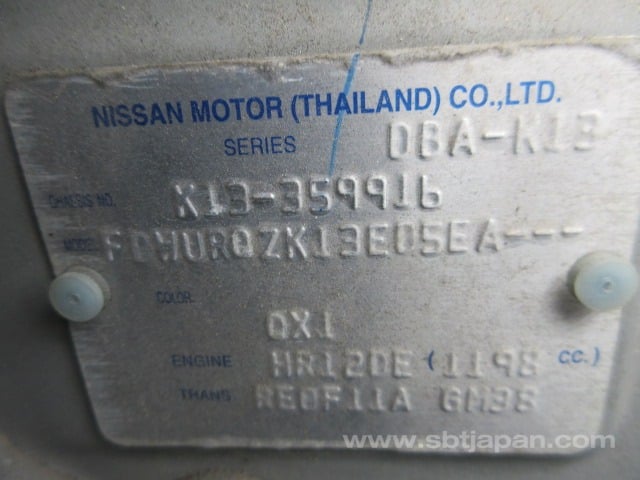 NISSAN MOTOR (THAILAND) CO.,LTD.
SERIES DBA-K13
CHASSIS NO. K13-359916
MODEL FDWURQZK13E05EA---
COLOR
QX1
ENGINE HR12DE (1198 CC.)
TRANS. RE0F11A GM38
www.sbtjapan.com